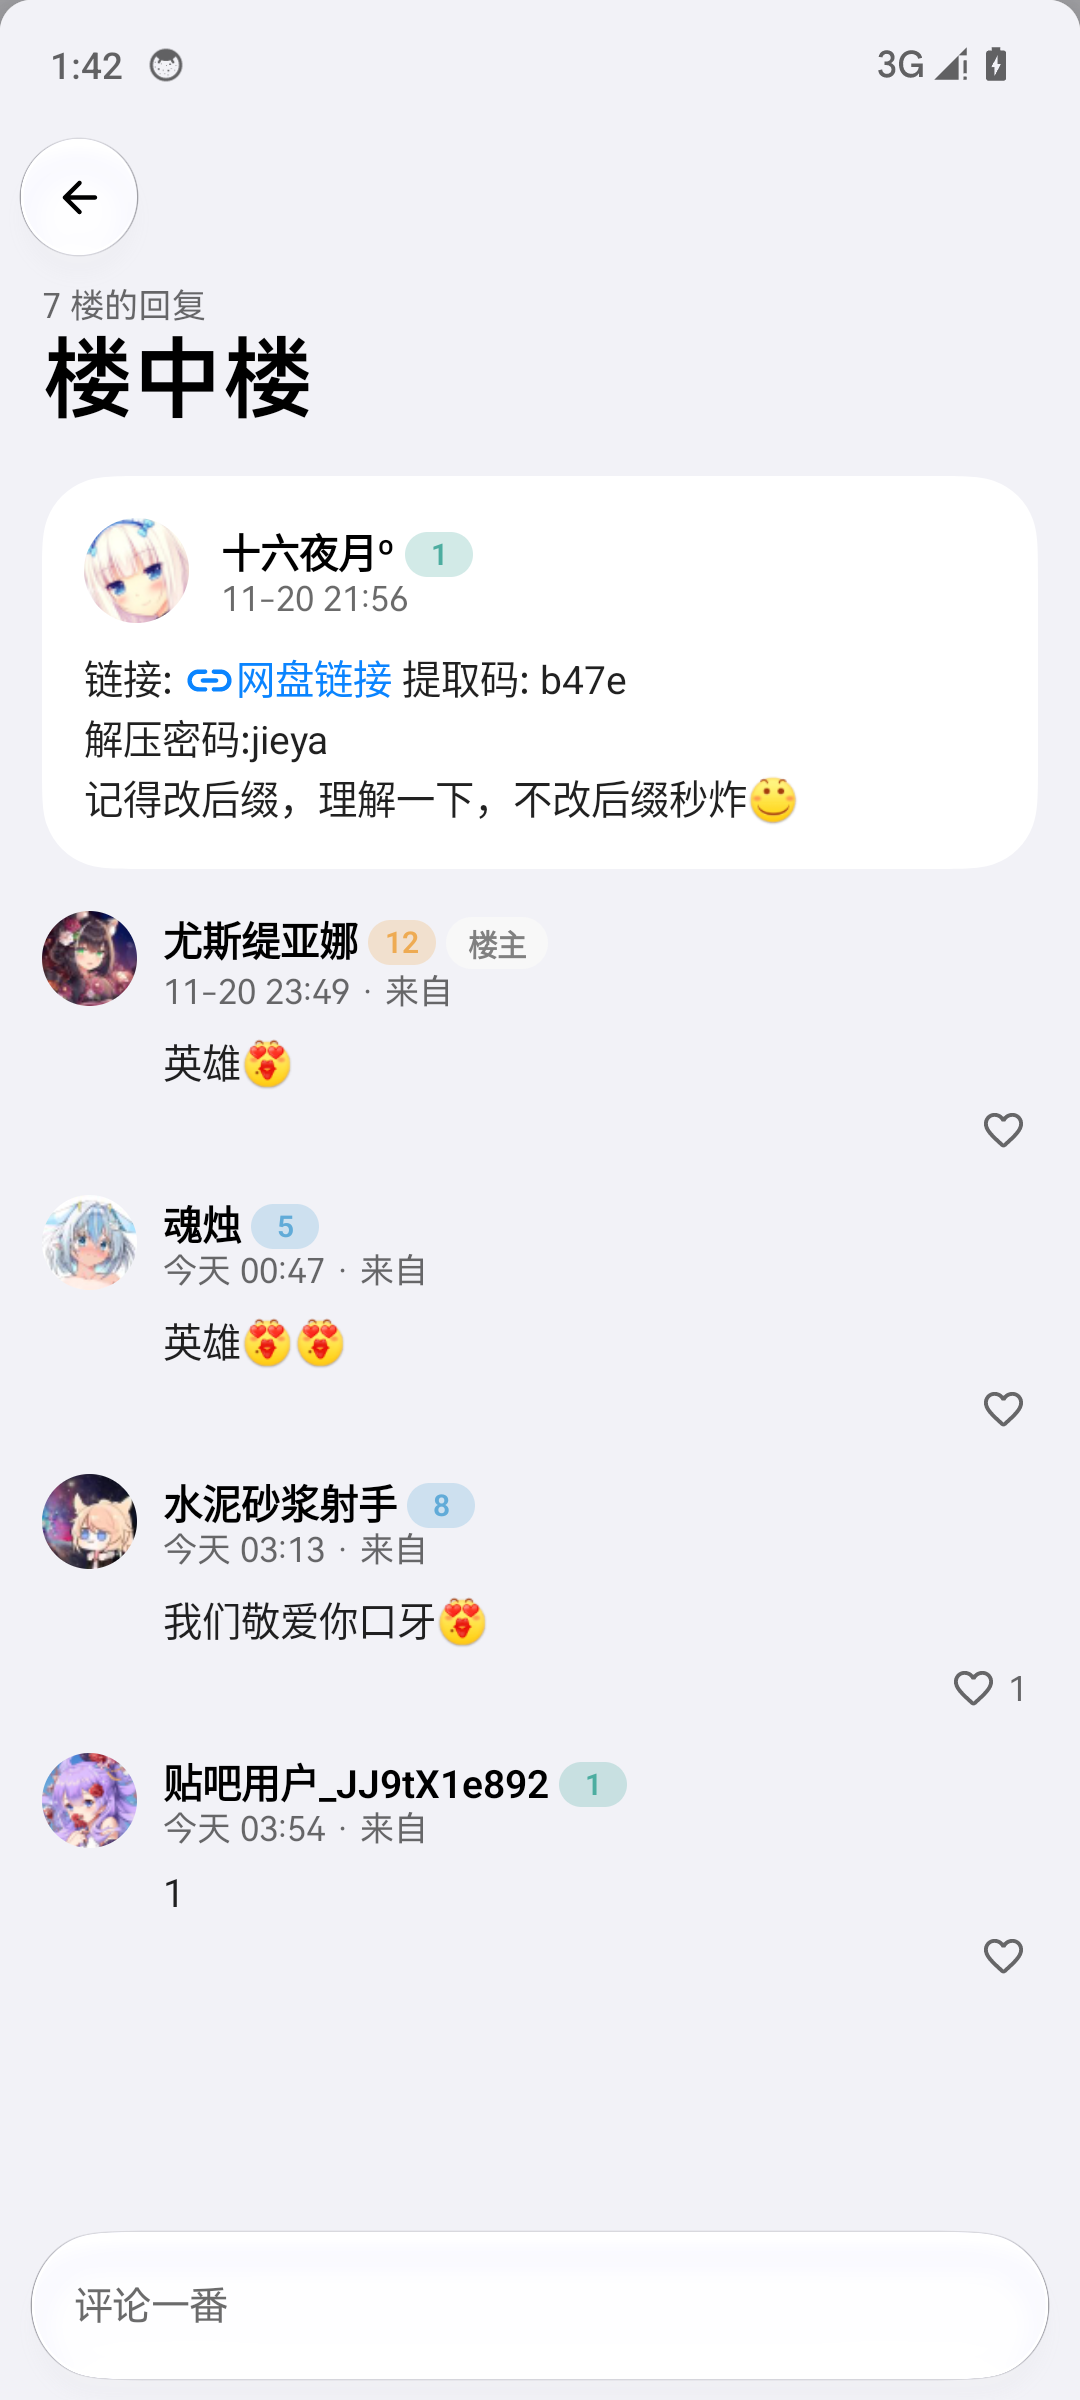 1:42
3G
7 楼的回复
楼中楼
十六夜月º 1
11-20 21:56
链接: 网盘链接 提取码: b47e
解压密码:jieya
记得改后缀，理解一下，不改后缀秒炸
尤斯缇亚娜 12 楼主
11-20 23:49 · 来自
英雄
魂烛 5
今天 00:47 · 来自
英雄
水泥砂浆射手 8
今天 03:13 · 来自
我们敬爱你口牙
1
贴吧用户_JJ9tX1e892 1
今天 03:54 · 来自
1
评论一番